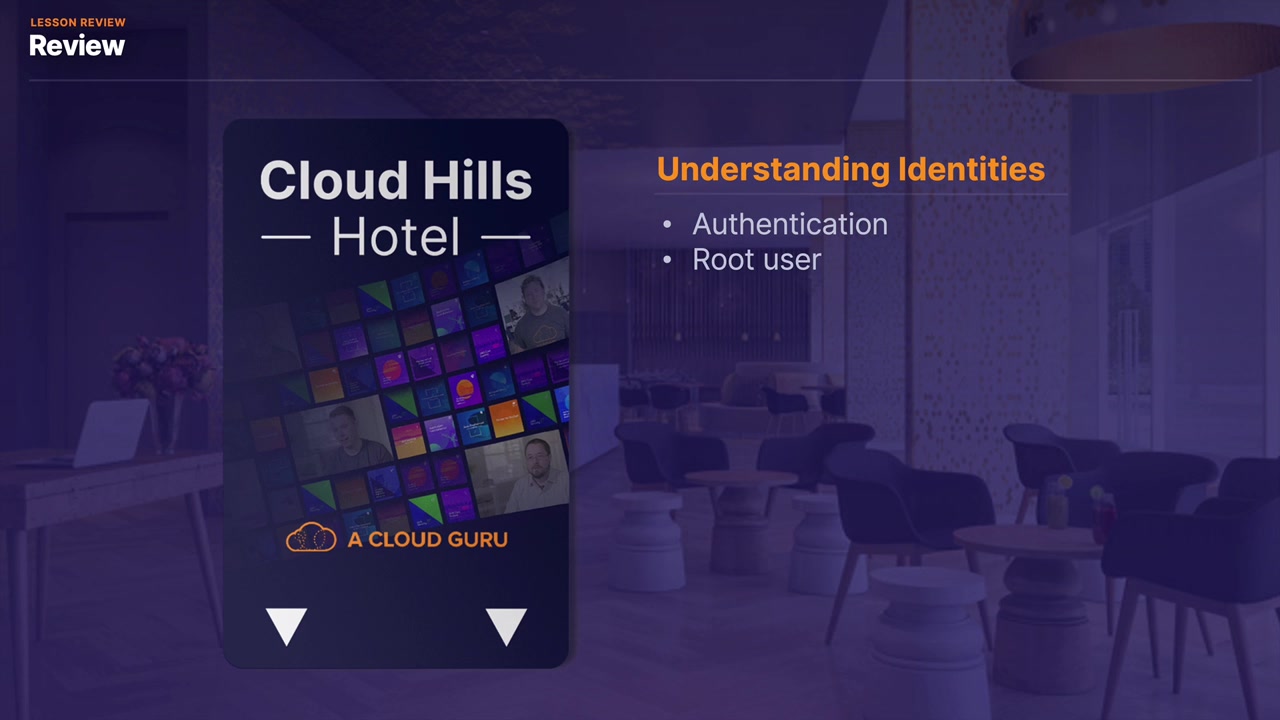 LESSON REVIEW
Review
Cloud Hills
Hotel
A CLOUD GURU
Understanding Identities
• Authentication
• Root user